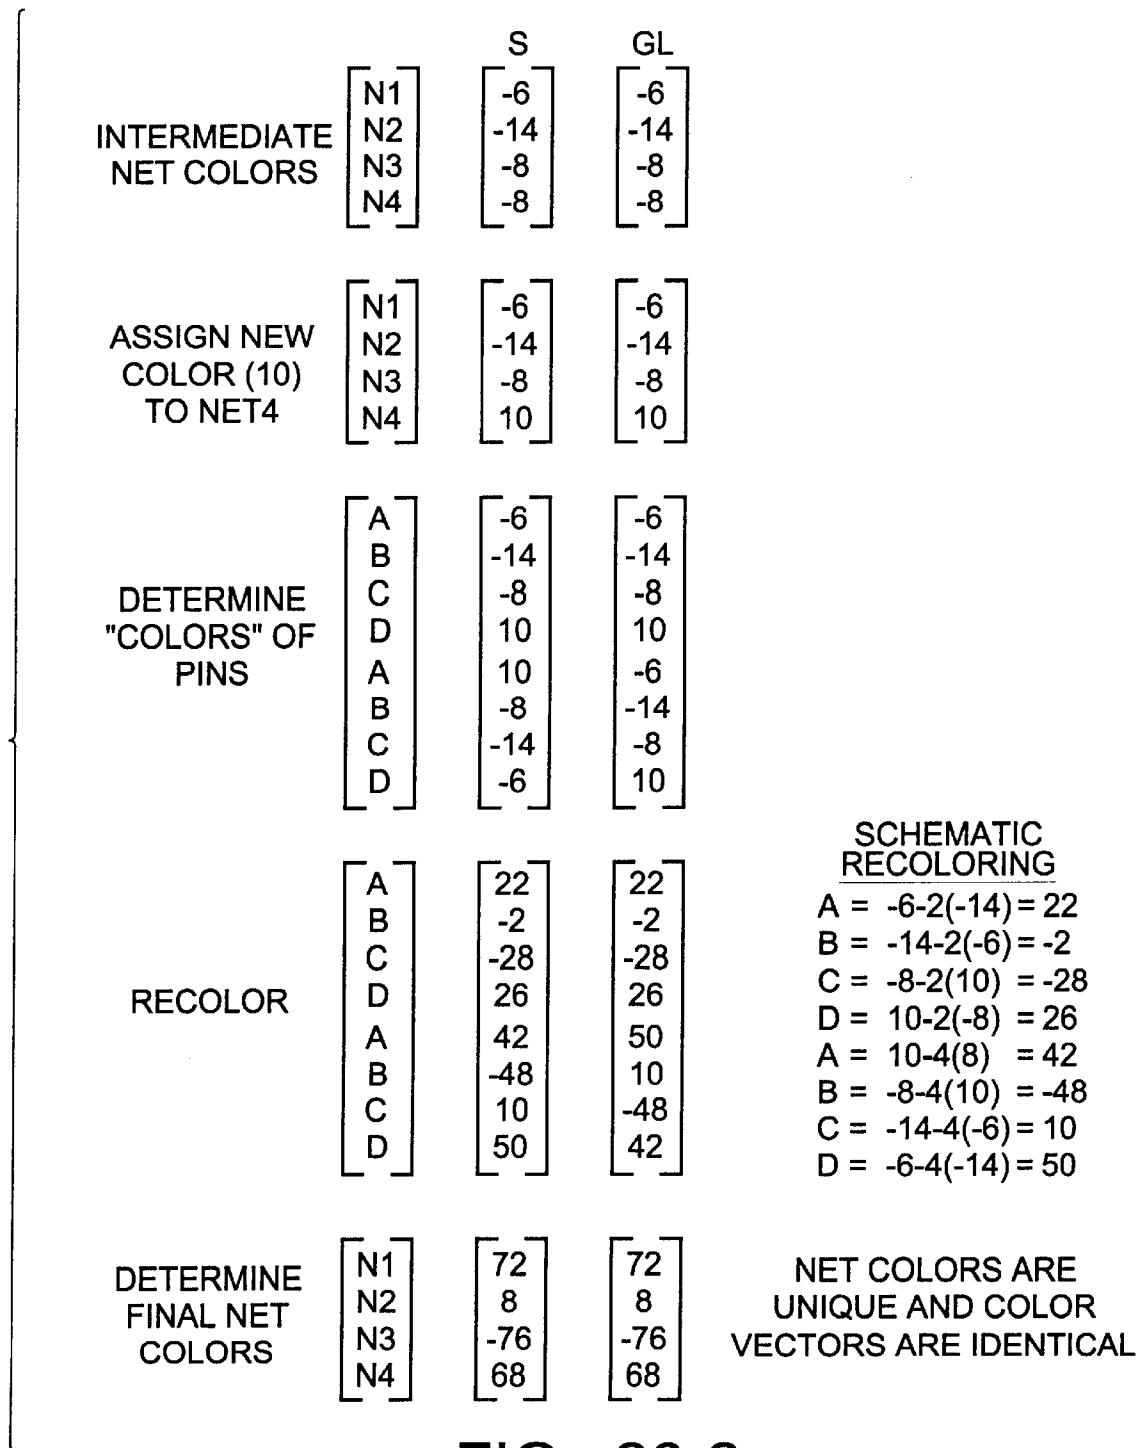 S GL
INTERMEDIATE
NET COLORS
N1 -6 -6
N2 -14 -14
N3 -8 -8
N4 -8 -8
ASSIGN NEW
COLOR (10)
TO NET4
N1 -6 -6
N2 -14 -14
N3 -8 -8
N4 10 10
DETERMINE
"COLORS" OF
PINS
A -6 -6
B -14 -14
C -8 -8
D 10 10
A 10 -6
B -8 -14
C -14 -8
D -6 10
RECOLOR
A 22 22
B -2 -2
C -28 -28
D 26 26
A 42 50
B -48 10
C 10 -48
D 50 42
SCHEMATIC
RECOLORING
A = -6-2(-14) = 22
B = -14-2(-6) = -2
C = -8-2(10) = -28
D = 10-2(-8) = 26
A = 10-4(8) = 42
B = -8-4(10) = -48
C = -14-4(-6) = 10
D = -6-4(-14) = 50
DETERMINE
FINAL NET
COLORS
N1 72 72
N2 8 8
N3 -76 -76
N4 68 68
NET COLORS ARE
UNIQUE AND COLOR
VECTORS ARE IDENTICAL